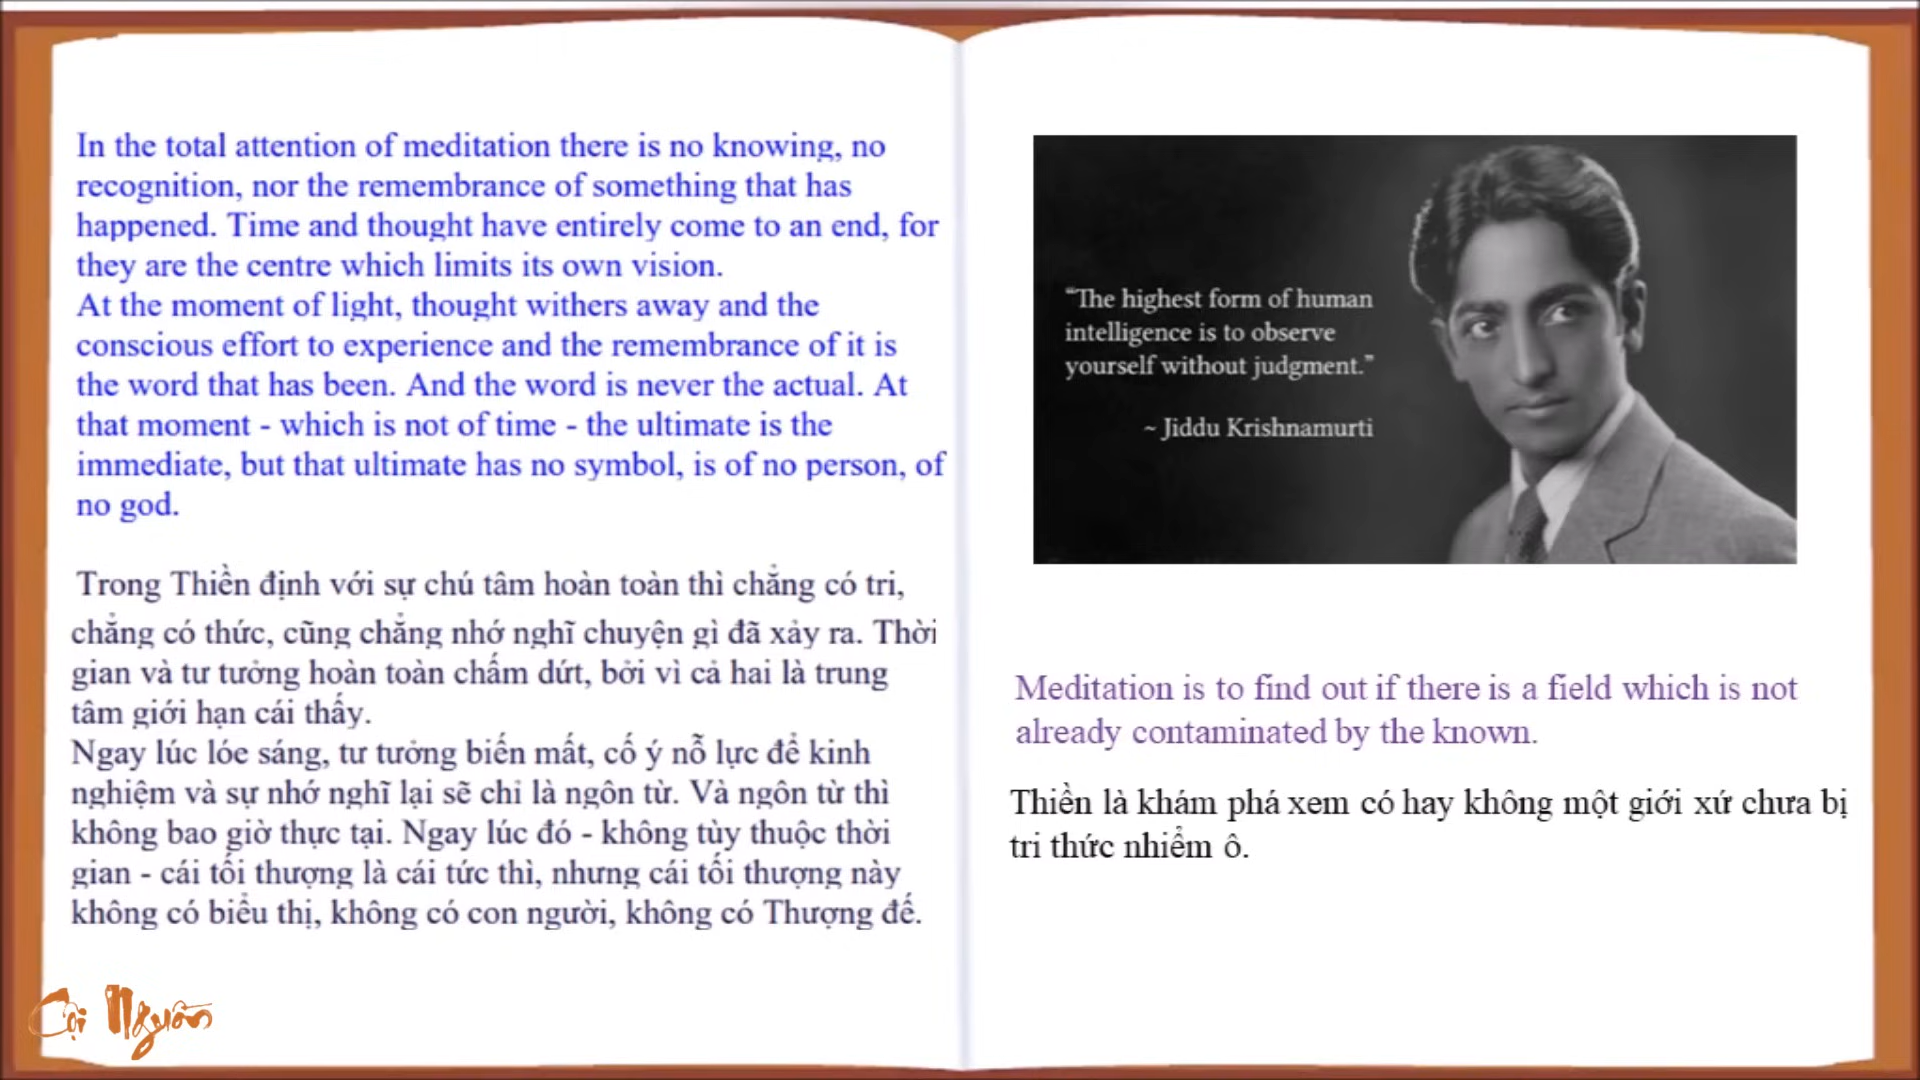 In the total attention of meditation there is no knowing, no
recognition, nor the remembrance of something that has
happened. Time and thought have entirely come to an end, for
they are the centre which limits its own vision.
At the moment of light, thought withers away and the
conscious effort to experience and the remembrance of it is
the word that has been. And the word is never the actual. At
that moment - which is not of time - the ultimate is the
immediate, but that ultimate has no symbol, is of no person, of
no god.
Trong Thiền định với sự chú tâm hoàn toàn thì chẳng có tri,
chẳng có thức, cũng chẳng nhớ nghĩ chuyện gì đã xảy ra. Thời
gian và tư tưởng hoàn toàn chấm dứt, bởi vì cả hai là trung
tâm giới hạn cái thấy.
Ngay lúc lóe sáng, tư tưởng biến mất, cố ý nỗ lực để kinh
nghiệm và sự nhớ nghĩ lại sẽ chỉ là ngôn từ. Và ngôn từ thì
không bao giờ thực tại. Ngay lúc đó - không tùy thuộc thời
gian - cái tối thượng là cái tức thì, nhưng cái tối thượng này
không có biểu thị, không có con người, không có Thượng đế.
Cội Nguồn
“The highest form of human
intelligence is to observe
yourself without judgment.”
~ Jiddu Krishnamurti
Meditation is to find out if there is a field which is not
already contaminated by the known.
Thiền là khám phá xem có hay không một giới xứ chưa bị
tri thức nhiễm ô.